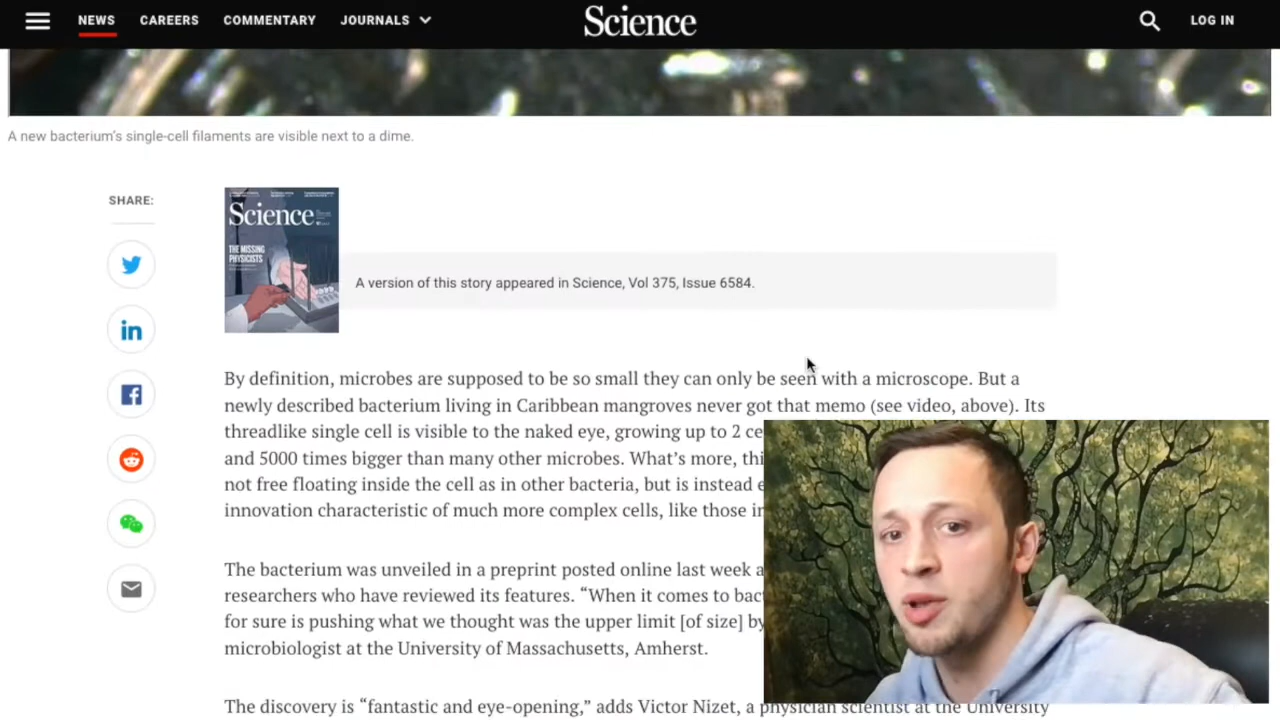 NEWS CAREERS COMMENTARY JOURNALS Science LOG IN
A new bacterium's single-cell filaments are visible next to a dime.
SHARE:
Science
THE MISSING
PHYSICISTS
A version of this story appeared in Science, Vol 375, Issue 6584.
By definition, microbes are supposed to be so small they can only be seen with a microscope. But a
newly described bacterium living in Caribbean mangroves never got that memo (see video, above). Its
threadlike single cell is visible to the naked eye, growing up to 2 ce
and 5000 times bigger than many other microbes. What's more, thi
not free floating inside the cell as in other bacteria, but is instead e
innovation characteristic of much more complex cells, like those in
The bacterium was unveiled in a preprint posted online last week a
researchers who have reviewed its features. “When it comes to bact
for sure is pushing what we thought was the upper limit [of size] by
microbiologist at the University of Massachusetts, Amherst.
The discovery is “fantastic and eye-opening,” adds Victor Nizet, a physician scientist at the University